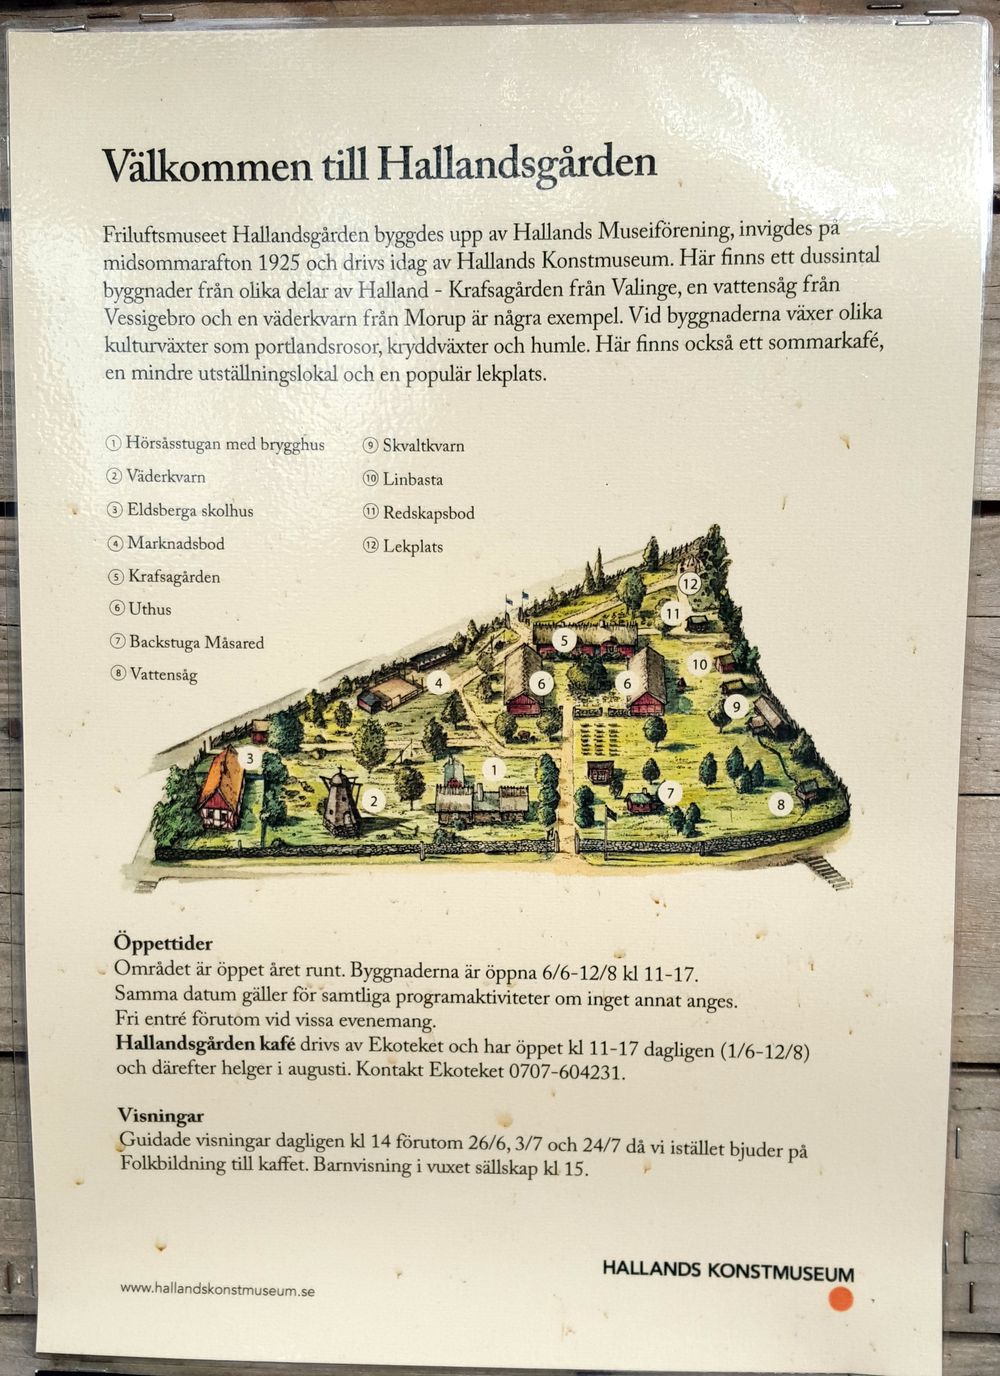 Välkommen till Hallandsgården
Friluftsmuseet Hallandsgården byggdes upp av Hallands Museiförening, invigdes på
midsommarafton 1925 och drivs idag av Hallands Konstmuseum. Här finns ett dussintal
byggnader från olika delar av Halland - Krafsagården från Valinge, en vattensåg från
Vessigebro och en väderkvarn från Morup är några exempel. Vid byggnaderna växer olika
kulturväxter som portlandsrosor, kryddväxter och humle. Här finns också ett sommarkafé,
en mindre utställningslokal och en populär lekplats.
① Hörsåsstugan med brygghus
② Väderkvarn
③ Eldsberga skolhus
④ Marknadsbod
⑤ Krafsagården
⑥ Uthus
⑦ Backstuga Måsared
⑧ Vattensåg
⑨ Skvaltkvarn
⑩ Linbasta
⑪ Redskapsbod
⑫ Lekplats
12
11
5
10
4
6
6
9
3
1
2
7
8
Öppettider
Området är öppet året runt. Byggnaderna är öppna 6/6-12/8 kl 11-17.
Samma datum gäller för samtliga programaktiviteter om inget annat anges.
Fri entré förutom vid vissa evenemang.
Hallandsgården kafé drivs av Ekoteket och har öppet kl 11-17 dagligen (1/6-12/8)
och därefter helger i augusti. Kontakt Ekoteket 0707-604231.
Visningar
Guidade visningar dagligen kl 14 förutom 26/6, 3/7 och 24/7 då vi istället bjuder på
Folkbildning till kaffet. Barnvisning i vuxet sällskap kl 15.
www.hallandskonstmuseum.se
HALLANDS KONSTMUSEUM